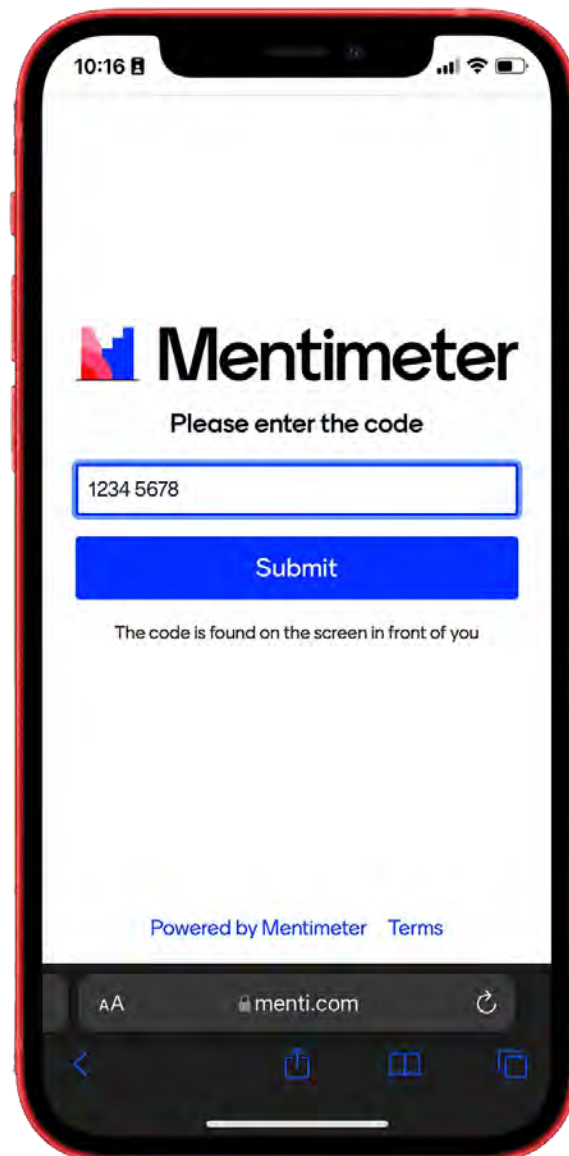 10:16
Mentimeter
Please enter the code
1234 5678
Submit
The code is found on the screen in front of you
Powered by Mentimeter Terms
AA menti.com